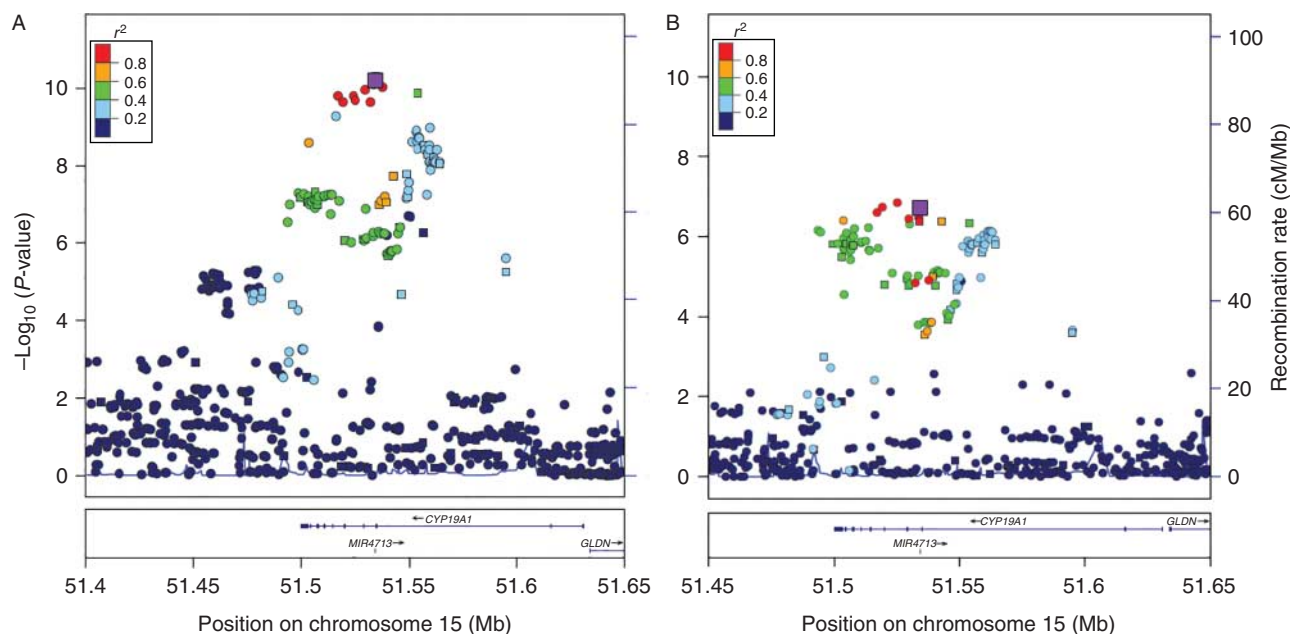 A
r²
0.8
0.6
0.4
0.2
10
8
6
4
2
0
–Log₁₀ (P-value)
CYP19A1
MIR4713
GLDN
51.4
51.45
51.5
51.55
51.6
51.65
Position on chromosome 15 (Mb)
B
r²
0.8
0.6
0.4
0.2
10
8
6
4
2
0
100
80
60
40
20
0
Recombination rate (cM/Mb)
CYP19A1
GLDN
MIR4713
51.45
51.5
51.55
51.6
51.65
Position on chromosome 15 (Mb)